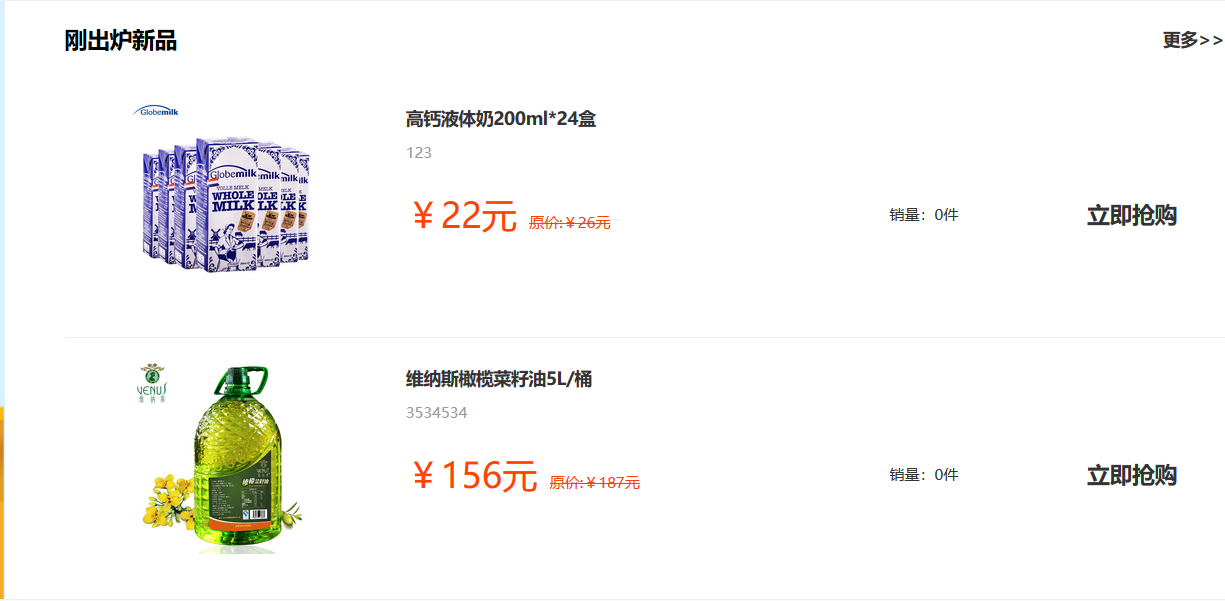 刚出炉新品
更多>>
Globemilk
高钙液体奶200ml*24盒
123
Globemilk
VOLLE MELK
WHOLE
MILK
￥22元 原价:￥26元
销量：0件
立即抢购
VENUS
维纳斯
维纳斯橄榄菜籽油5L/桶
3534534
￥156元 原价:￥187元
销量：0件
立即抢购